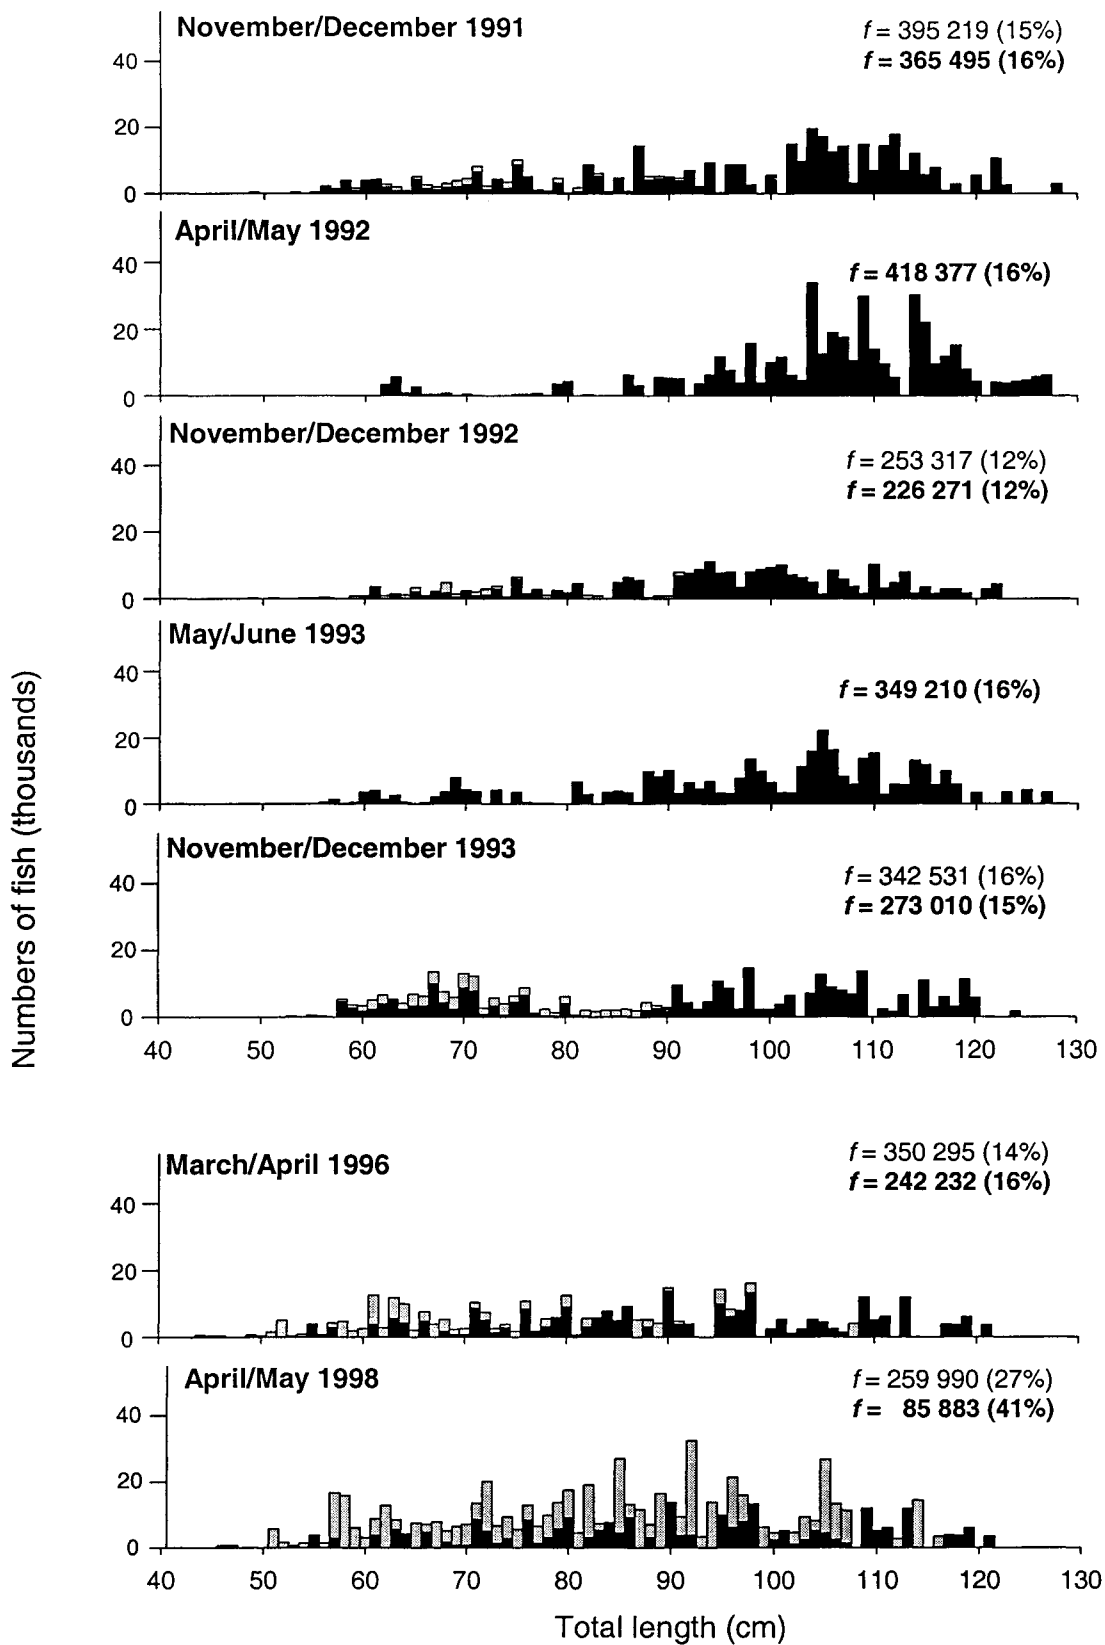 November/December 1991
f = 395 219 (15%)
f = 365 495 (16%)
40
20
0
April/May 1992
f = 418 377 (16%)
40
20
0
November/December 1992
f = 253 317 (12%)
f = 226 271 (12%)
40
20
0
May/June 1993
f = 349 210 (16%)
40
20
0
November/December 1993
f = 342 531 (16%)
f = 273 010 (15%)
40
20
0
40 50 60 70 80 90 100 110 120 130
March/April 1996
f = 350 295 (14%)
f = 242 232 (16%)
40
20
0
April/May 1998
f = 259 990 (27%)
f = 85 883 (41%)
40
20
0
40 50 60 70 80 90 100 110 120 130
Total length (cm)
Numbers of fish (thousands)